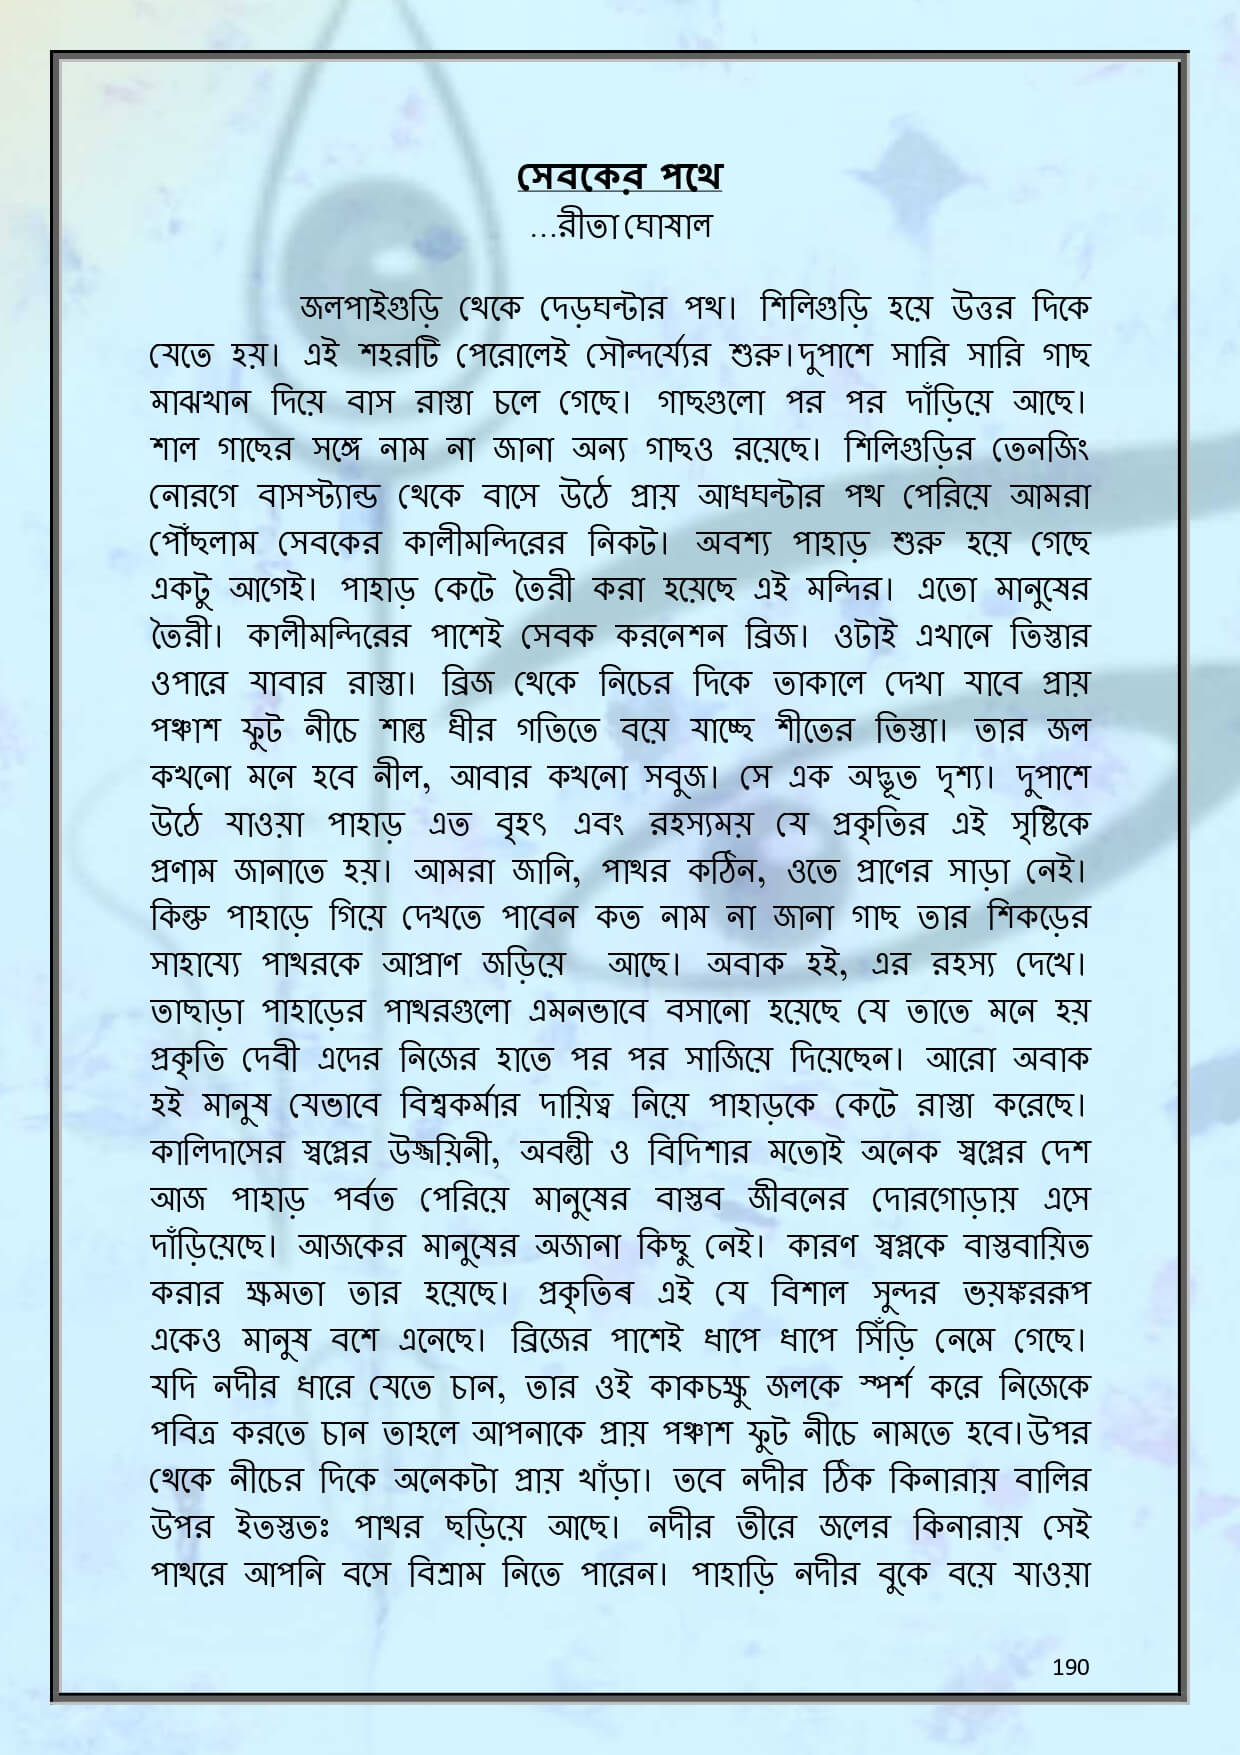 সেবকের পথে
...রীতা ঘোষাল
জলপাইগুড়ি থেকে দেড়ঘন্টার পথ। শিলিগুড়ি হয়ে উত্তর দিকে
যেতে হয়। এই শহরটি পেরোলেই সৌন্দর্য্যের শুরু।দুপাশে সারি সারি গাছ
মাঝখান দিয়ে বাস রাস্তা চলে গেছে। গাছগুলো পর পর দাঁড়িয়ে আছে।
শাল গাছের সঙ্গে নাম না জানা অন্য গাছও রয়েছে। শিলিগুড়ির তেনজিং
নোরগে বাসস্ট্যান্ড থেকে বাসে উঠে প্রায় আধঘন্টার পথ পেরিয়ে আমরা
পৌঁছলাম সেবকের কালীমন্দিরের নিকট। অবশ্য পাহাড় শুরু হয়ে গেছে
একটু আগেই। পাহাড় কেটে তৈরী করা হয়েছে এই মন্দির। এতো মানুষের
তৈরী। কালীমন্দিরের পাশেই সেবক করনেশন ব্রিজ। ওটাই এখানে তিস্তার
ওপারে যাবার রাস্তা। ব্রিজ থেকে নিচের দিকে তাকালে দেখা যাবে প্রায়
পঞ্চাশ ফুট নীচে শান্ত ধীর গতিতে বয়ে যাচ্ছে শীতের তিস্তা। তার জল
কখনো মনে হবে নীল, আবার কখনো সবুজ। সে এক অদ্ভূত দৃশ্য। দুপাশে
উঠে যাওয়া পাহাড় এত বৃহৎ এবং রহস্যময় যে প্রকৃতির এই সৃষ্টিকে
প্রণাম জানাতে হয়। আমরা জানি, পাথর কঠিন, ওতে প্রাণের সাড়া নেই।
কিন্তু পাহাড়ে গিয়ে দেখতে পাবেন কত নাম না জানা গাছ তার শিকড়ের
সাহায্যে পাথরকে আপ্রাণ জড়িয়ে আছে। অবাক হই, এর রহস্য দেখে।
তাছাড়া পাহাড়ের পাথরগুলো এমনভাবে বসানো হয়েছে যে তাতে মনে হয়
প্রকৃতি দেবী এদের নিজের হাতে পর পর সাজিয়ে দিয়েছেন। আরো অবাক
হই মানুষ যেভাবে বিশ্বকর্মার দায়িত্ব নিয়ে পাহাড়কে কেটে রাস্তা করেছে।
কালিদাসের স্বপ্নের উজ্জয়িনী, অবন্তী ও বিদিশার মতোই অনেক স্বপ্নের দেশ
আজ পাহাড় পর্বত পেরিয়ে মানুষের বাস্তব জীবনের দোরগোড়ায় এসে
দাঁড়িয়েছে। আজকের মানুষের অজানা কিছু নেই। কারণ স্বপ্নকে বাস্তবায়িত
করার ক্ষমতা তার হয়েছে। প্রকৃতিৰ এই যে বিশাল সুন্দর ভয়ঙ্কররূপ
একেও মানুষ বশে এনেছে। ব্রিজের পাশেই ধাপে ধাপে সিঁড়ি নেমে গেছে।
যদি নদীর ধারে যেতে চান, তার ওই কাকচক্ষু জলকে স্পর্শ করে নিজেকে
পবিত্র করতে চান তাহলে আপনাকে প্রায় পঞ্চাশ ফুট নীচে নামতে হবে।উপর
থেকে নীচের দিকে অনেকটা প্রায় খাঁড়া। তবে নদীর ঠিক কিনারায় বালির
উপর ইতস্ততঃ পাথর ছড়িয়ে আছে। নদীর তীরে জলের কিনারায় সেই
পাথরে আপনি বসে বিশ্রাম নিতে পারেন। পাহাড়ি নদীর বুকে বয়ে যাওয়া
190